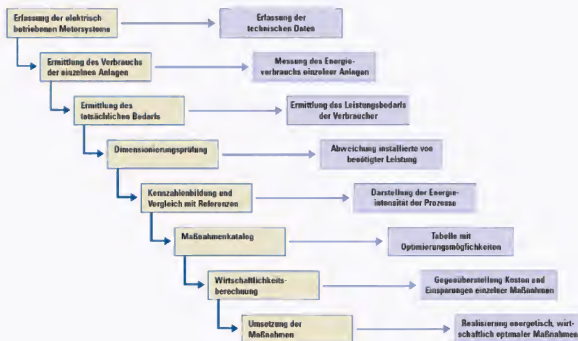 Erfassung der elektrisch
betriebenen Motorsysteme
Erfassung der
technischen Daten
Ermittlung des Verbrauchs
der einzelnen Anlagen
Messung des Energie-
verbrauchs einzelner Anlagen
Ermittlung des
tatsächlichen Bedarfs
Ermittlung des Leistungsbedarfs
der Verbraucher
Dimensionierungsprüfung
Abweichung installierte von
benötigter Leistung
Kennzahlenbildung und
Vergleich mit Referenzen
Darstellung der Energie-
intensität der Prozesse
Maßnahmenkatalog
Tabelle mit
Optimierungsmöglichkeiten
Wirtschaftlichkeits-
berechnung
Gegenüberstellung Kosten und
Einsparungen einzelner Maßnahmen
Umsetzung der
Maßnahmen
Realisierung energetisch, wirt-
schaftlich optimaler Maßnahmen